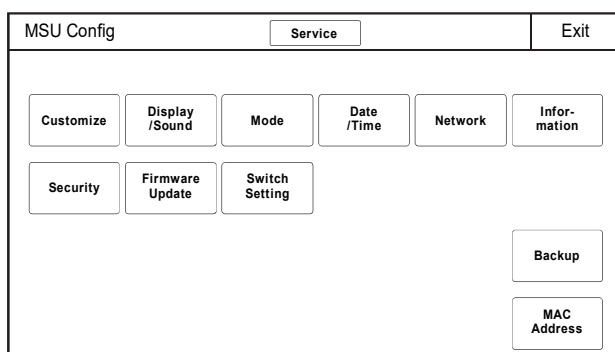 MSU Config
Service
Exit
Customize
Display
/Sound
Mode
Date
/Time
Network
Infor-
mation
Security
Firmware
Update
Switch
Setting
Backup
MAC
Address